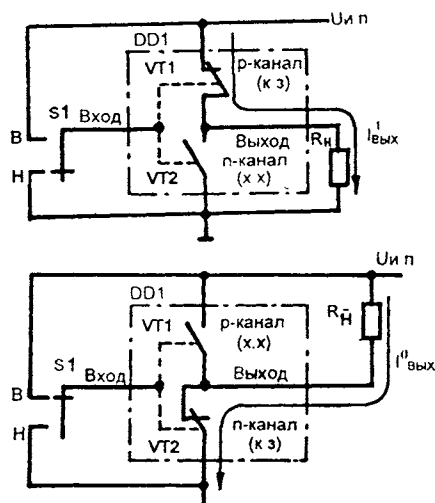 Uи п
DD1
VT1
р-канал
(к з)
S1
Вход
В
Н
Выход
n-канал
(х х)
VT2
Rн
I¹вых
Uи п
DD1
VT1
р-канал
(х.х)
Rн
S1
Вход
Выход
В
Н
n-канал
(к з)
VT2
I⁰вых